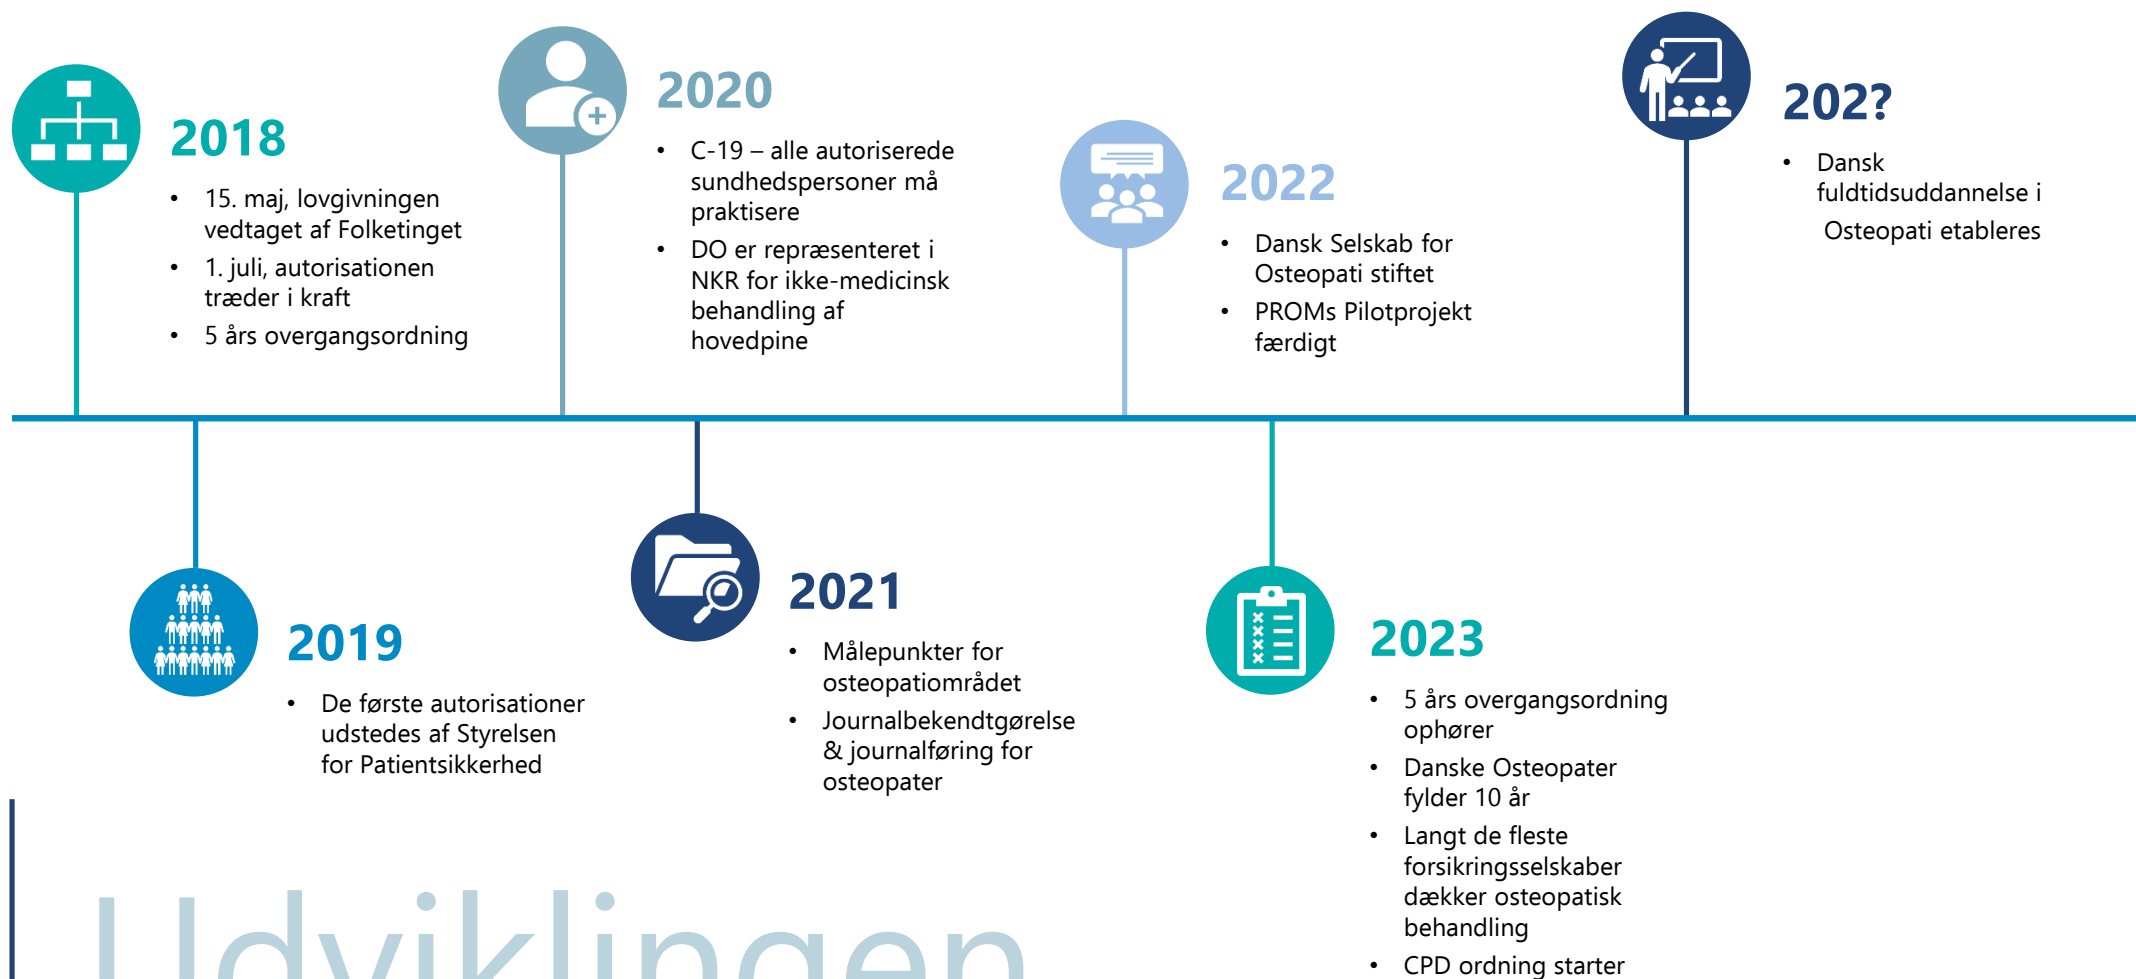 2018
• 15. maj, lovgivningen
vedtaget af Folketinget
• 1. juli, autorisationen
træder i kraft
• 5 års overgangsordning
2019
• De første autorisationer
udstedes af Styrelsen
for Patientsikkerhed
2020
• C-19 – alle autoriserede
sundhedspersoner må
praktisere
• DO er repræsenteret i
NKR for ikke-medicinsk
behandling af
hovedpine
2021
• Målepunkter for
osteopatiområdet
• Journalbekendtgørelse
& journalføring for
osteopater
2022
• Dansk Selskab for
Osteopati stiftet
• PROMs Pilotprojekt
færdigt
2023
• 5 års overgangsordning
ophører
• Danske Osteopater
fylder 10 år
• Langt de fleste
forsikringsselskaber
dækker osteopatisk
behandling
• CPD ordning starter
202?
• Dansk
fuldtidsuddannelse i
Osteopati etableres
Udviklingen